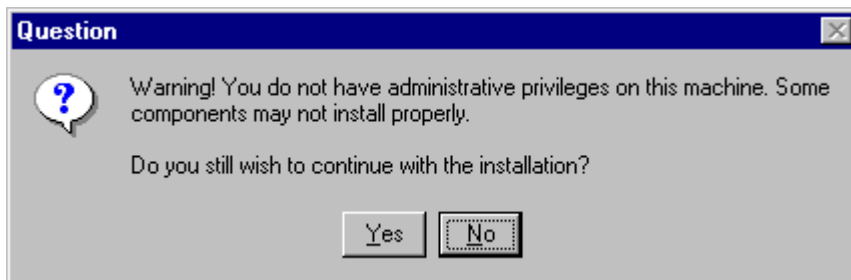 Question
Warning! You do not have administrative privileges on this machine. Some
components may not install properly.
Do you still wish to continue with the installation?
Yes No